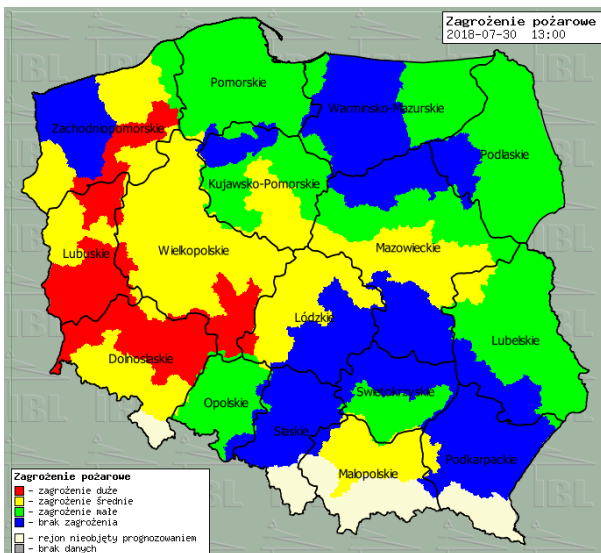 Zagrożenie pożarowe
2018-07-30 13:00
Pomorskie
Warmińsko-Mazurskie
Zachodniopomorskie
Podlaskie
Kujawsko-Pomorskie
Lubuskie
Wielkopolskie
Mazowieckie
Łódzkie
Lubelskie
Dolnośląskie
Opolskie
Świętokrzyskie
Śląskie
Małopolskie
Podkarpackie
Zagrożenie pożarowe
– zagrożenie duże
– zagrożenie średnie
– zagrożenie małe
– brak zagrożenia
– rejon nieobjęty prognozowaniem
– brak danych
IBL